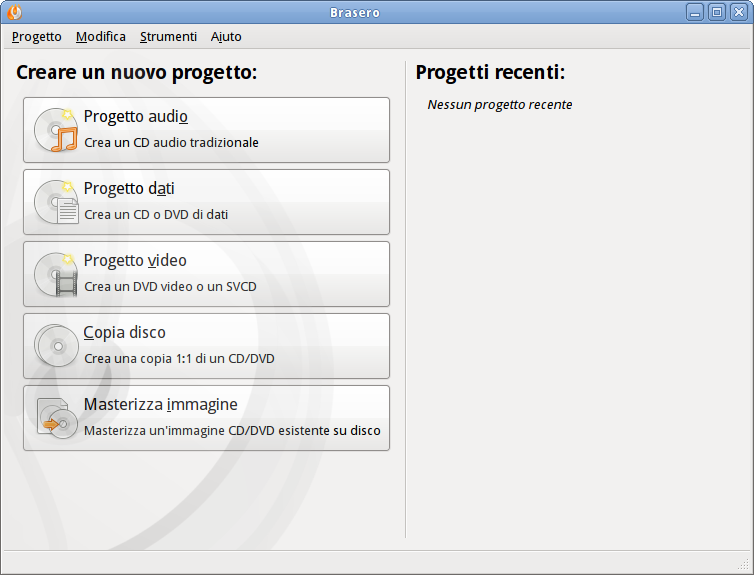 Brasero
Progetto Modifica Strumenti Aiuto
Creare un nuovo progetto:
Progetto audio
Crea un CD audio tradizionale
Progetto dati
Crea un CD o DVD di dati
Progetto video
Crea un DVD video o un SVCD
Copia disco
Crea una copia 1:1 di un CD/DVD
Masterizza immagine
Masterizza un'immagine CD/DVD esistente su disco
Progetti recenti:
Nessun progetto recente